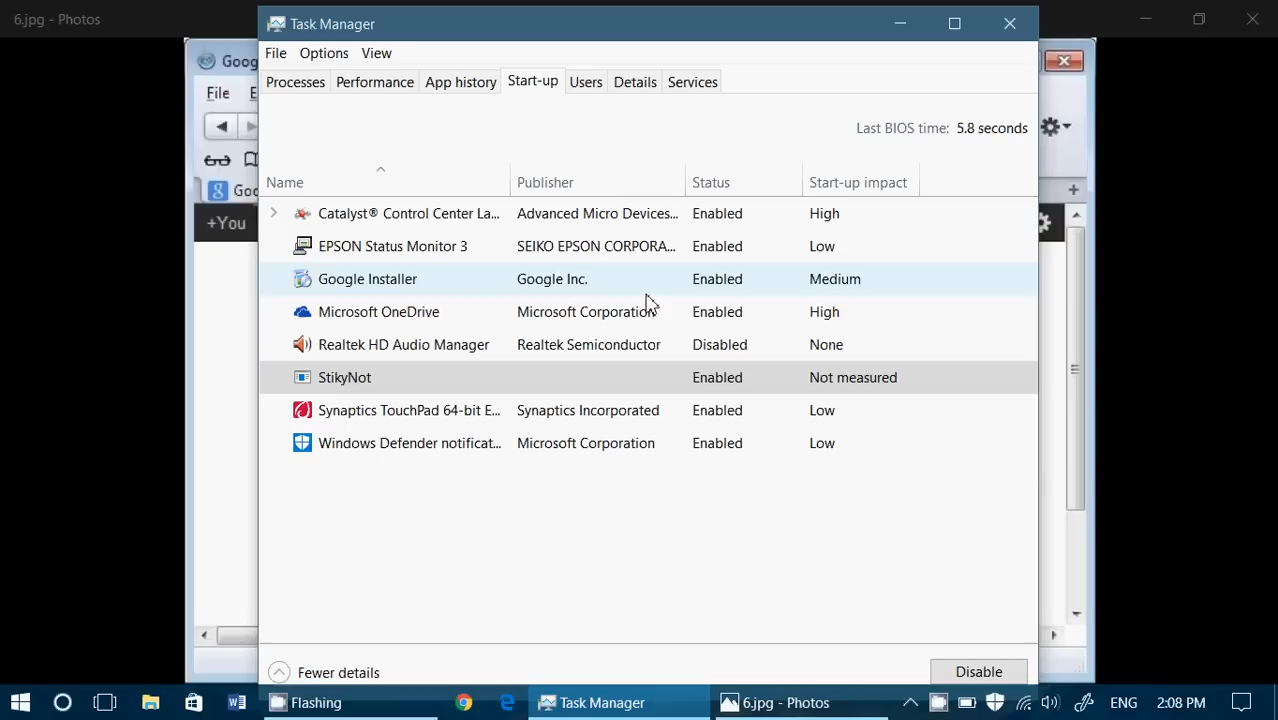 6.jpg - Photos
Task Manager
Goog
File E
File Options View
Processes Performance App history Start-up Users Details Services
Last BIOS time: 5.8 seconds
Name Publisher Status Start-up impact
Goo
+You
Catalyst® Control Center La... Advanced Micro Devices... Enabled High
EPSON Status Monitor 3 SEIKO EPSON CORPORA... Enabled Low
Google Installer Google Inc. Enabled Medium
Microsoft OneDrive Microsoft Corporation Enabled High
Realtek HD Audio Manager Realtek Semiconductor Disabled None
StikyNot Enabled Not measured
Synaptics TouchPad 64-bit E... Synaptics Incorporated Enabled Low
Windows Defender notificat... Microsoft Corporation Enabled Low
Fewer details Disable
Flashing Task Manager 6.jpg - Photos ENG 2:08 PM